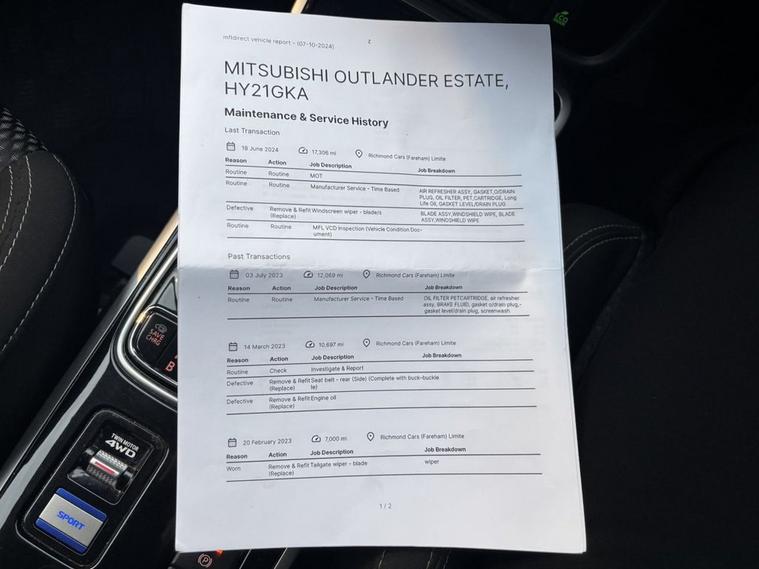 ECO
mfldirect vehicle report - (07-10-2024)
MITSUBISHI OUTLANDER ESTATE,
HY21GKA
Maintenance & Service History
Last Transaction
18 June 2024 17,306 mi Richmond Cars (Fareham) Limite
Reason Action Job Description Job Breakdown
Routine Routine MOT
Routine Routine Manufacturer Service - Time Based AIR REFRESHER ASSY, GASKET,O/DRAIN
PLUG, OIL FILTER, PET,CARTRIDGE, Long
Life Oil, GASKET LEVEL/DRAIN PLUG
Defective Remove & Refit Windscreen wiper - blade/s BLADE ASSY,WINDSHIELD WIPE, BLADE
(Replace) ASSY,WINDSHIELD WIPE
Routine Routine MFL VCD Inspection (Vehicle Condition Doc-
ument)
Past Transactions
03 July 2023 12,069 mi Richmond Cars (Fareham) Limite
Reason Action Job Description Job Breakdown
Routine Routine Manufacturer Service - Time Based OIL FILTER PETCARTRIDGE, air refresher
assy, BRAKE FLUID, gasket o/drain plug,-
gasket level/drain plug, screenwash
14 March 2023 10,697 mi Richmond Cars (Fareham) Limite
Reason Action Job Description Job Breakdown
Routine Check Investigate & Report
Defective Remove & Refit Seat belt - rear (Side) (Complete with buck-buckle
(Replace) le)
Defective Remove & Refit Engine oil
(Replace)
20 February 2023 7,000 mi Richmond Cars (Fareham) Limite
Reason Action Job Description Job Breakdown
Worn Remove & Refit Tailgate wiper - blade wiper
(Replace)
1 / 2
SAVE
CHRG
B
TWIN MOTOR
4WD
SPORT
P